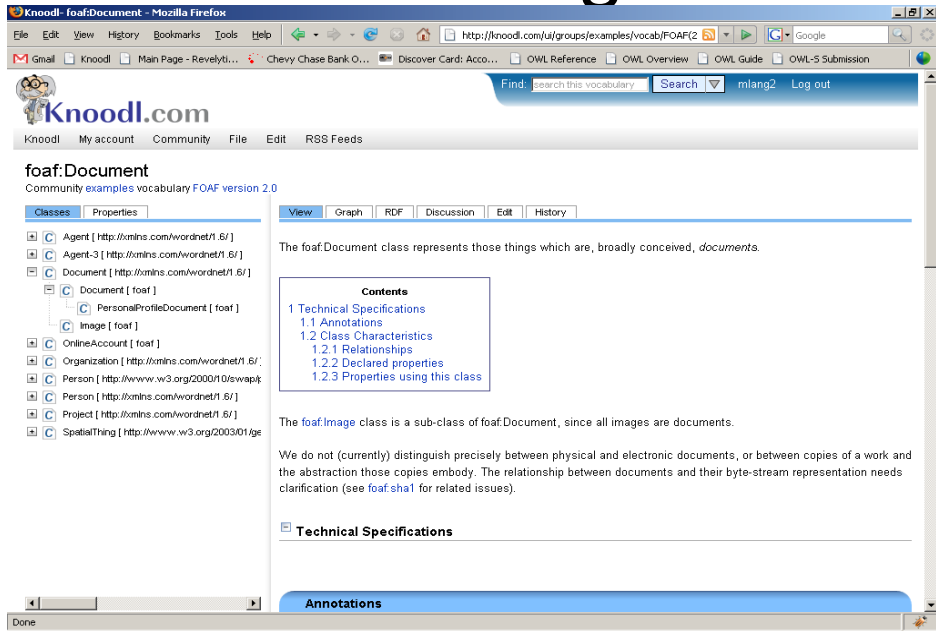 Knoodl- foaf:Document - Mozilla Firefox
File Edit View History Bookmarks Tools Help
http://knoodl.com/ui/groups/examples/vocab/FOAF(2
Google
Gmail Knoodl Main Page - Revelyti... Chevy Chase Bank O... Discover Card: Acco... OWL Reference OWL Overview OWL Guide OWL-S Submission
Find: search this vocabulary Search mlang2 Log out
Knoodl.com
Knoodl My account Community File Edit RSS Feeds
foaf:Document
Community examples vocabulary FOAF version 2.0
Classes Properties
Agent [ http://xmlns.com/wordnet/1.6/ ]
Agent-3 [ http://xmlns.com/wordnet/1.6/ ]
Document [ http://xmlns.com/wordnet/1.6/ ]
Document [ foaf ]
PersonalProfileDocument [ foaf ]
Image [ foaf ]
OnlineAccount [ foaf ]
Organization [ http://xmlns.com/wordnet/1.6/ ]
Person [ http://www.w3.org/2000/10/swap/p
Person [ http://xmlns.com/wordnet/1.6/ ]
Project [ http://xmlns.com/wordnet/1.6/ ]
SpatialThing [ http://www.w3.org/2003/01/ge
View Graph RDF Discussion Edit History
The foaf:Document class represents those things which are, broadly conceived, documents.
Contents
1 Technical Specifications
1.1 Annotations
1.2 Class Characteristics
1.2.1 Relationships
1.2.2 Declared properties
1.2.3 Properties using this class
The foaf:Image class is a sub-class of foaf:Document, since all images are documents.
We do not (currently) distinguish precisely between physical and electronic documents, or between copies of a work and
the abstraction those copies embody. The relationship between documents and their byte-stream representation needs
clarification (see foaf:sha1 for related issues).
Technical Specifications
Annotations
Done